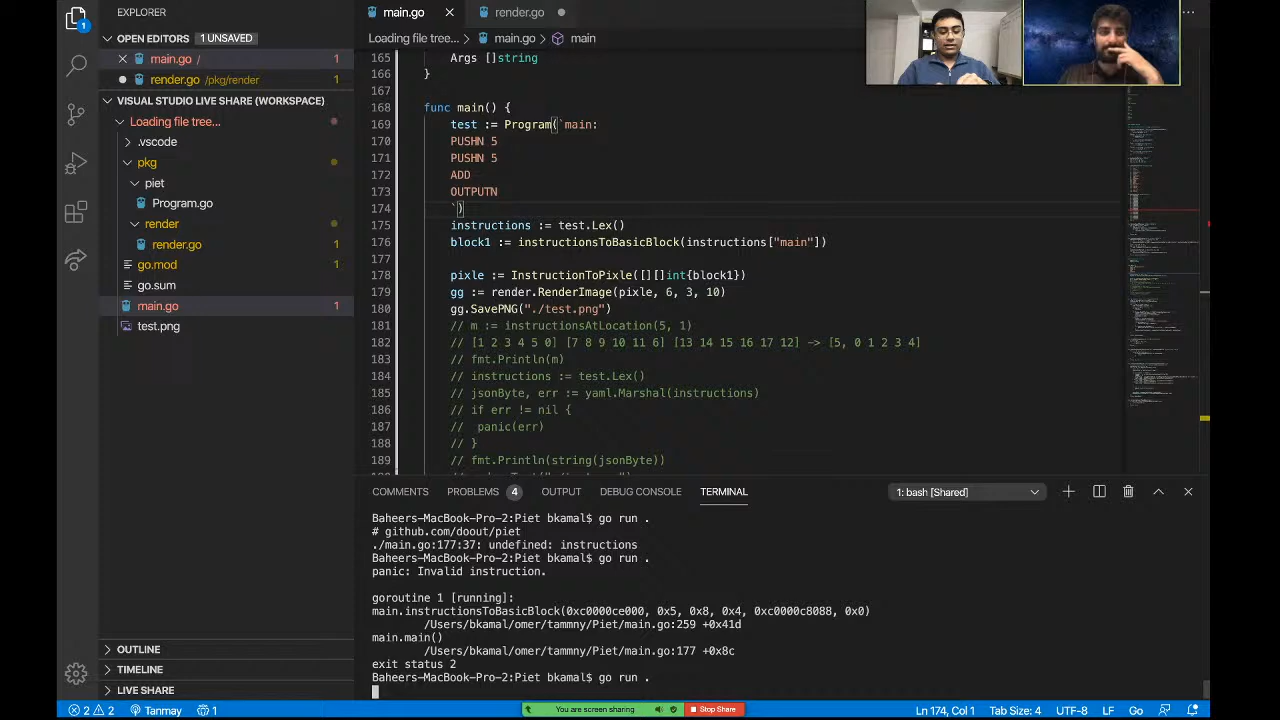 EXPLORER
main.go
render.go
OPEN EDITORS 1 UNSAVED
main.go / 1
render.go /pkg/render 1
VISUAL STUDIO LIVE SHARE (WORKSPACE)
Loading file tree...
.vscode
pkg
piet
Program.go
render
render.go 2
go.mod
go.sum
main.go 1
test.png
OUTLINE
TIMELINE
LIVE SHARE
Loading file tree... main.go main
165 Args []string
166 }
167
168 func main() {
169 test := Program(`main:
170 PUSHN 5
171 PUSHN 5
172 ADD
173 OUTPUTN
174 `)
175 instructions := test.Lex()
176 block1 := instructionsToBasicBlock(instructions["main"])
177
178 pixle := InstructionToPixle([][]int{block1})
179 gg := render.RenderImage(pixle, 6, 3, 10)
180 gg.SavePNG("./test.png")
181 // m := instructionsAtLocation(5, 1)
182 // [1 2 3 4 5 0] [7 8 9 10 11 6] [13 14 15 16 17 12] -> [5, 0 1 2 3 4]
183 // fmt.Println(m)
184 // instructions := test.Lex()
185 // jsonByte, err := yaml.Marshal(instructions)
186 // if err != nil {
187 // panic(err)
188 // }
189 // fmt.Println(string(jsonByte))
COMMENTS PROBLEMS 4 OUTPUT DEBUG CONSOLE TERMINAL 1: bash [Shared]
Baheers-MacBook-Pro-2:Piet bkamal$ go run .
# github.com/doout/piet
./main.go:177:37: undefined: instructions
Baheers-MacBook-Pro-2:Piet bkamal$ go run .
panic: Invalid instruction.
goroutine 1 [running]:
main.instructionsToBasicBlock(0xc0000ce000, 0x5, 0x8, 0x4, 0xc0000c8088, 0x0)
/Users/bkamal/omer/tammny/Piet/main.go:259 +0x41d
main.main()
/Users/bkamal/omer/tammny/Piet/main.go:177 +0x8c
exit status 2
Baheers-MacBook-Pro-2:Piet bkamal$ go run .
2 2 Tanmay 1 You are screen sharing Stop Share Ln 174, Col 1 Tab Size: 4 UTF-8 LF Go